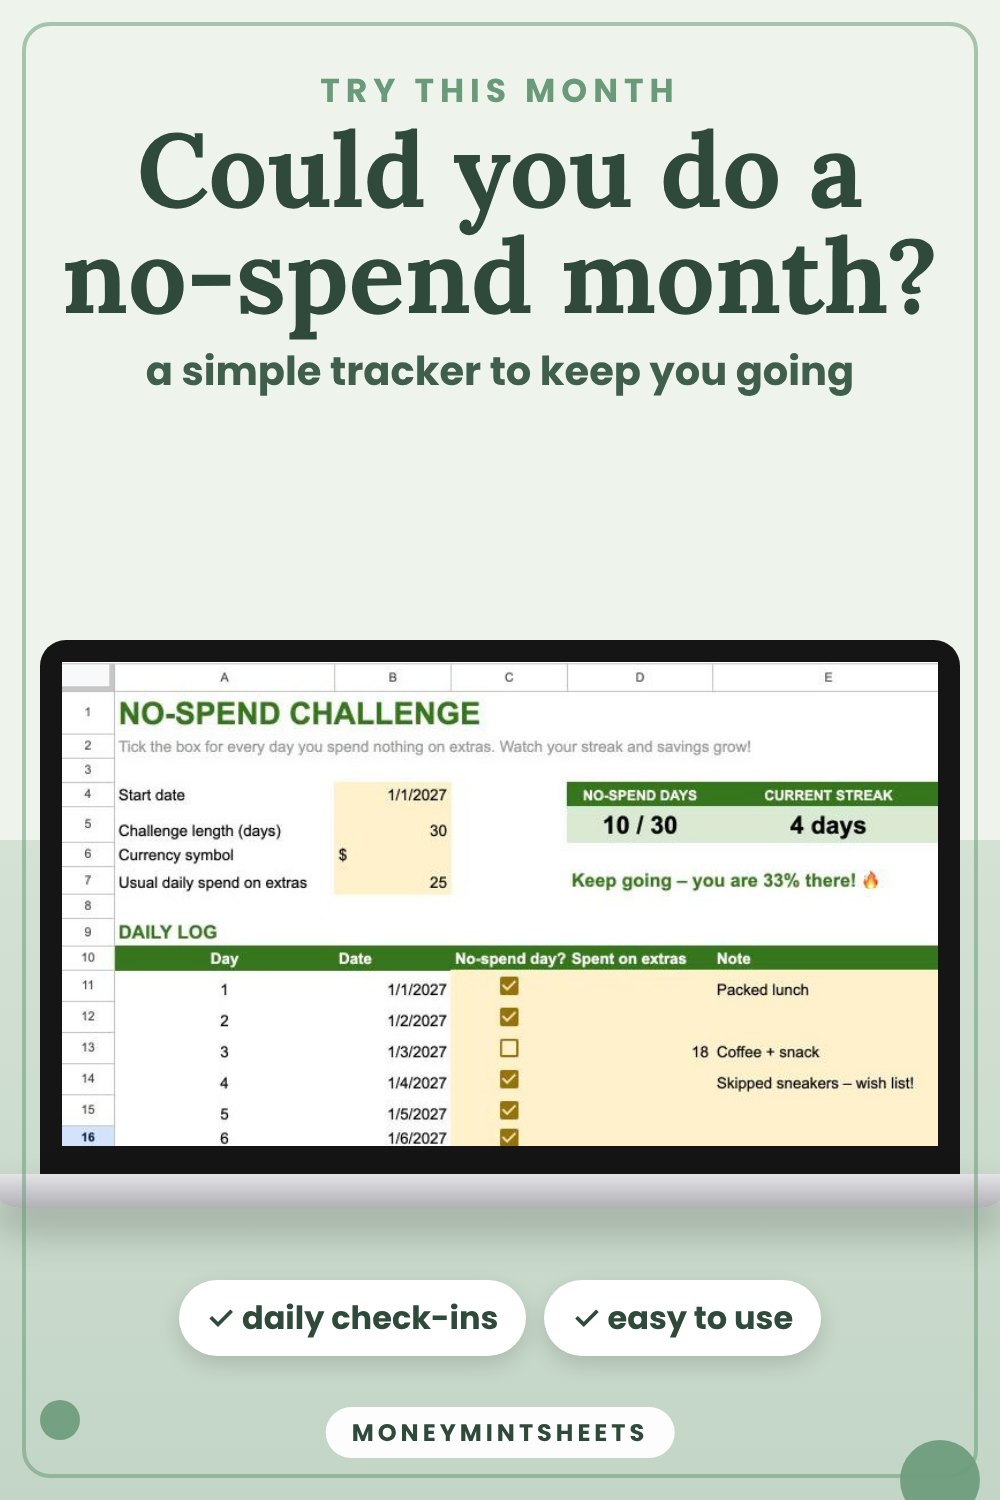 TRY THIS MONTH
Could you do a
no-spend month?
a simple tracker to keep you going
A B C D E
1 NO-SPEND CHALLENGE
2 Tick the box for every day you spend nothing on extras. Watch your streak and savings grow!
3
4 Start date 1/1/2027 NO-SPEND DAYS CURRENT STREAK
5 Challenge length (days) 30 10 / 30 4 days
6 Currency symbol $
7 Usual daily spend on extras 25 Keep going – you are 33% there! 🔥
8
9 DAILY LOG
10 Day Date No-spend day? Spent on extras Note
11 1 1/1/2027 Packed lunch
12 2 1/2/2027
13 3 1/3/2027 18 Coffee + snack
14 4 1/4/2027 Skipped sneakers – wish list!
15 5 1/5/2027
16 6 1/6/2027
✓ daily check-ins ✓ easy to use
MONEYMINTSHEETS